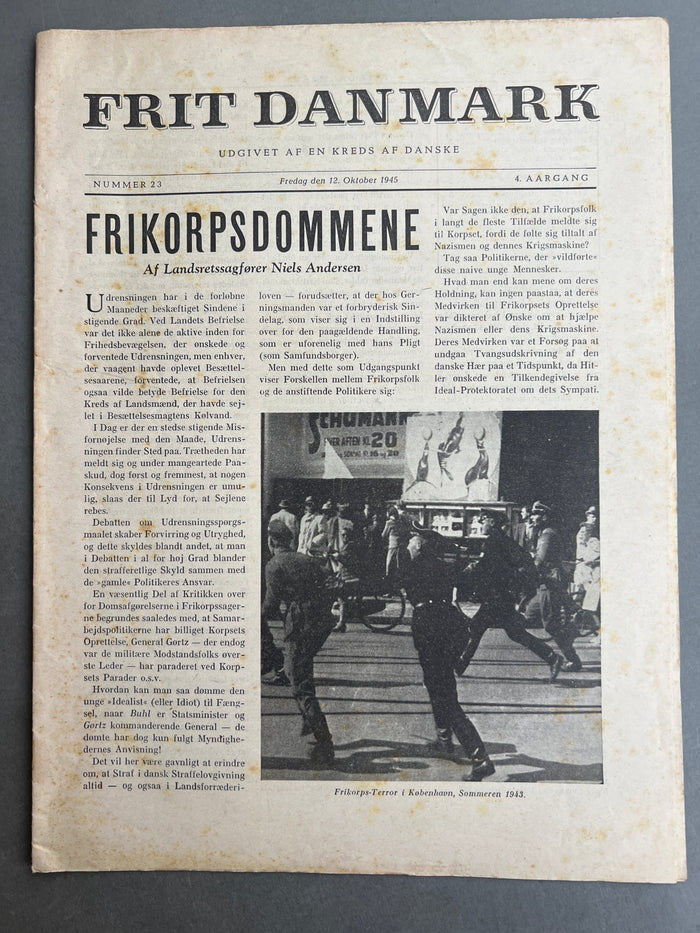 FRIT DANMARK
UDGIVET AF EN KREDS AF DANSKE
NUMMER 23
Fredag den 12. Oktober 1945
4. AARGANG
FRIKORPSDOMMENE
Af Landsretssagfører Niels Andersen
Udrensningen har i de forløbne
Maaneder beskæftiget Sindene i
stigende Grad. Ved Landets Befrielse
var det ikke alene de aktive inden for
Frihedsbevægelsen, der ønskede og
forventede Udrensningen, men enhver,
der vaagent havde oplevet Besættel-
sesaarene, forventede, at Befrielsen
ogsaa vilde betyde Befrielse for den
Kreds af Landsmænd, der havde sej-
let i Besættelsesmagtens Kølvand.
I Dag er der en stedse stigende Mis-
fornøjelse med den Maade, Udrens-
ningen finder Sted paa. Trætheden har
meldt sig og under mangeartede Paa-
skud, dog først og fremmest, at nogen
Konsekvens i Udrensningen er umu-
lig, slaas der til Lyd for, at Sejlene
rebes.
Debatten om Udrensningsspørgs-
maalet skaber Forvirring og Utryghed,
og dette skyldes blandt andet, at man
i Debatten i al for høj Grad blander
den strafferetlige Skyld sammen med
de »gamle« Politikeres Ansvar.
En væsentlig Del af Kritikken over
for Domsafgørelserne i Frikorpssager-
ne begrundes saaledes med, at Samar-
bejdspolitikerne har billiget Korpsets
Oprettelse, General Gørtz — der endog
var de militære Modstandsfolks øver-
ste Leder — har paraderet ved Korp-
sets Parader o.s.v.
Hvordan kan man saa dømme den
unge »Idealist« (eller Idiot) til Fæng-
sel, naar Buhl er Statsminister og
Gørtz kommanderende General — de
dømte har dog kun fulgt Myndighe-
dernes Anvisning!
Det vil her være gavnligt at erindre
om, at Straf i dansk Straffelovgivning
altid — og ogsaa i Landsforræderi-
loven — forudsætter, at der hos Ger-
ningsmanden var et forbryderisk Sin-
delag, som viser sig i en Indstilling
over for den paagældende Handling,
som er uforenelig med hans Pligt
(som Samfundsborger).
Men med dette som Udgangspunkt
viser Forskellen mellem Frikorpsfolk
og de anstiftende Politikere sig:
Var Sagen ikke den, at Frikorpsfolk
i langt de fleste Tilfælde meldte sig
til Korpset, fordi de følte sig tiltalt af
Nazismen og dennes Krigsmaskine?
Tag saa Politikerne, der »vildførte«
disse naive unge Mennesker.
Hvad man end kan mene om deres
Holdning, kan ingen paastaa, at deres
Medvirken til Frikorpsets Oprettelse
var dikteret af Ønske om at hjælpe
Nazismen eller dens Krigsmaskine.
Deres Medvirken var et Forsøg paa at
undgaa Tvangsudskrivning af den
danske Hær paa et Tidspunkt, da Hit-
ler ønskede en Tilkendegivelse fra
Ideal-Protektoratet om dets Sympati.
SCHUMANN
AFTEN KL. 20
Frikorps-Terror i København, Sommeren 1943.